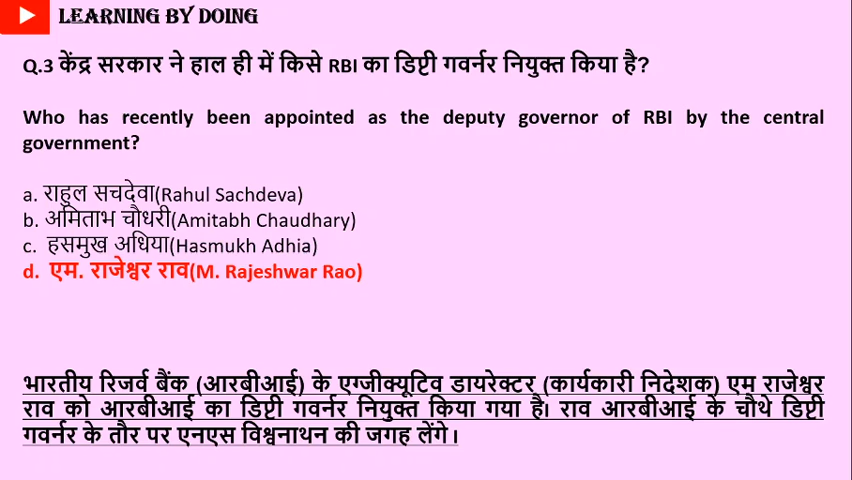 LEARNING BY DOING
Q.3 केंद्र सरकार ने हाल ही में किसे RBI का डिप्टी गवर्नर नियुक्त किया है?
Who has recently been appointed as the deputy governor of RBI by the central
government?
a. राहुल सचदेवा(Rahul Sachdeva)
b. अमिताभ चौधरी(Amitabh Chaudhary)
c. हसमुख अधिया(Hasmukh Adhia)
d. एम. राजेश्वर राव(M. Rajeshwar Rao)
भारतीय रिजर्व बैंक (आरबीआई) के एग्जीक्यूटिव डायरेक्टर (कार्यकारी निदेशक) एम राजेश्वर
राव को आरबीआई का डिप्टी गवर्नर नियुक्त किया गया है। राव आरबीआई के चौथे डिप्टी
गवर्नर के तौर पर एनएस विश्वनाथन की जगह लेंगे।